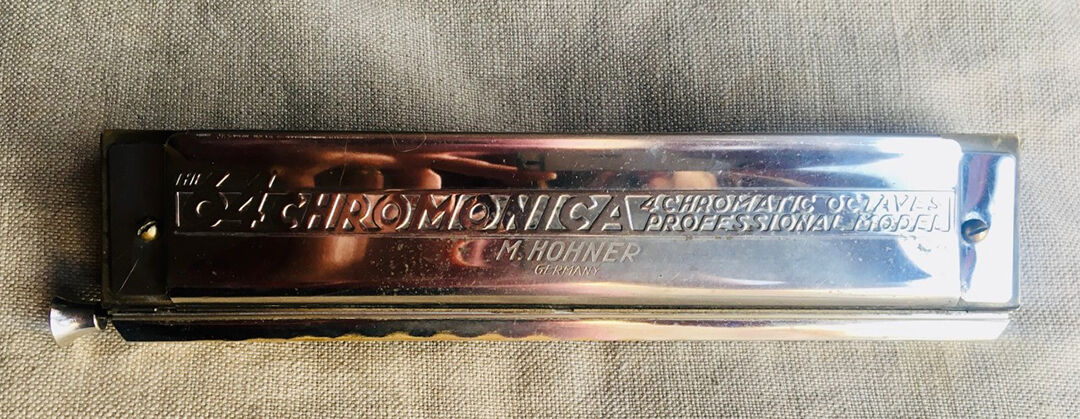 THE
64 CHROMONICA 4 CHROMATIC OCTAVES
PROFESSIONAL MODEL
M. HOHNER
GERMANY